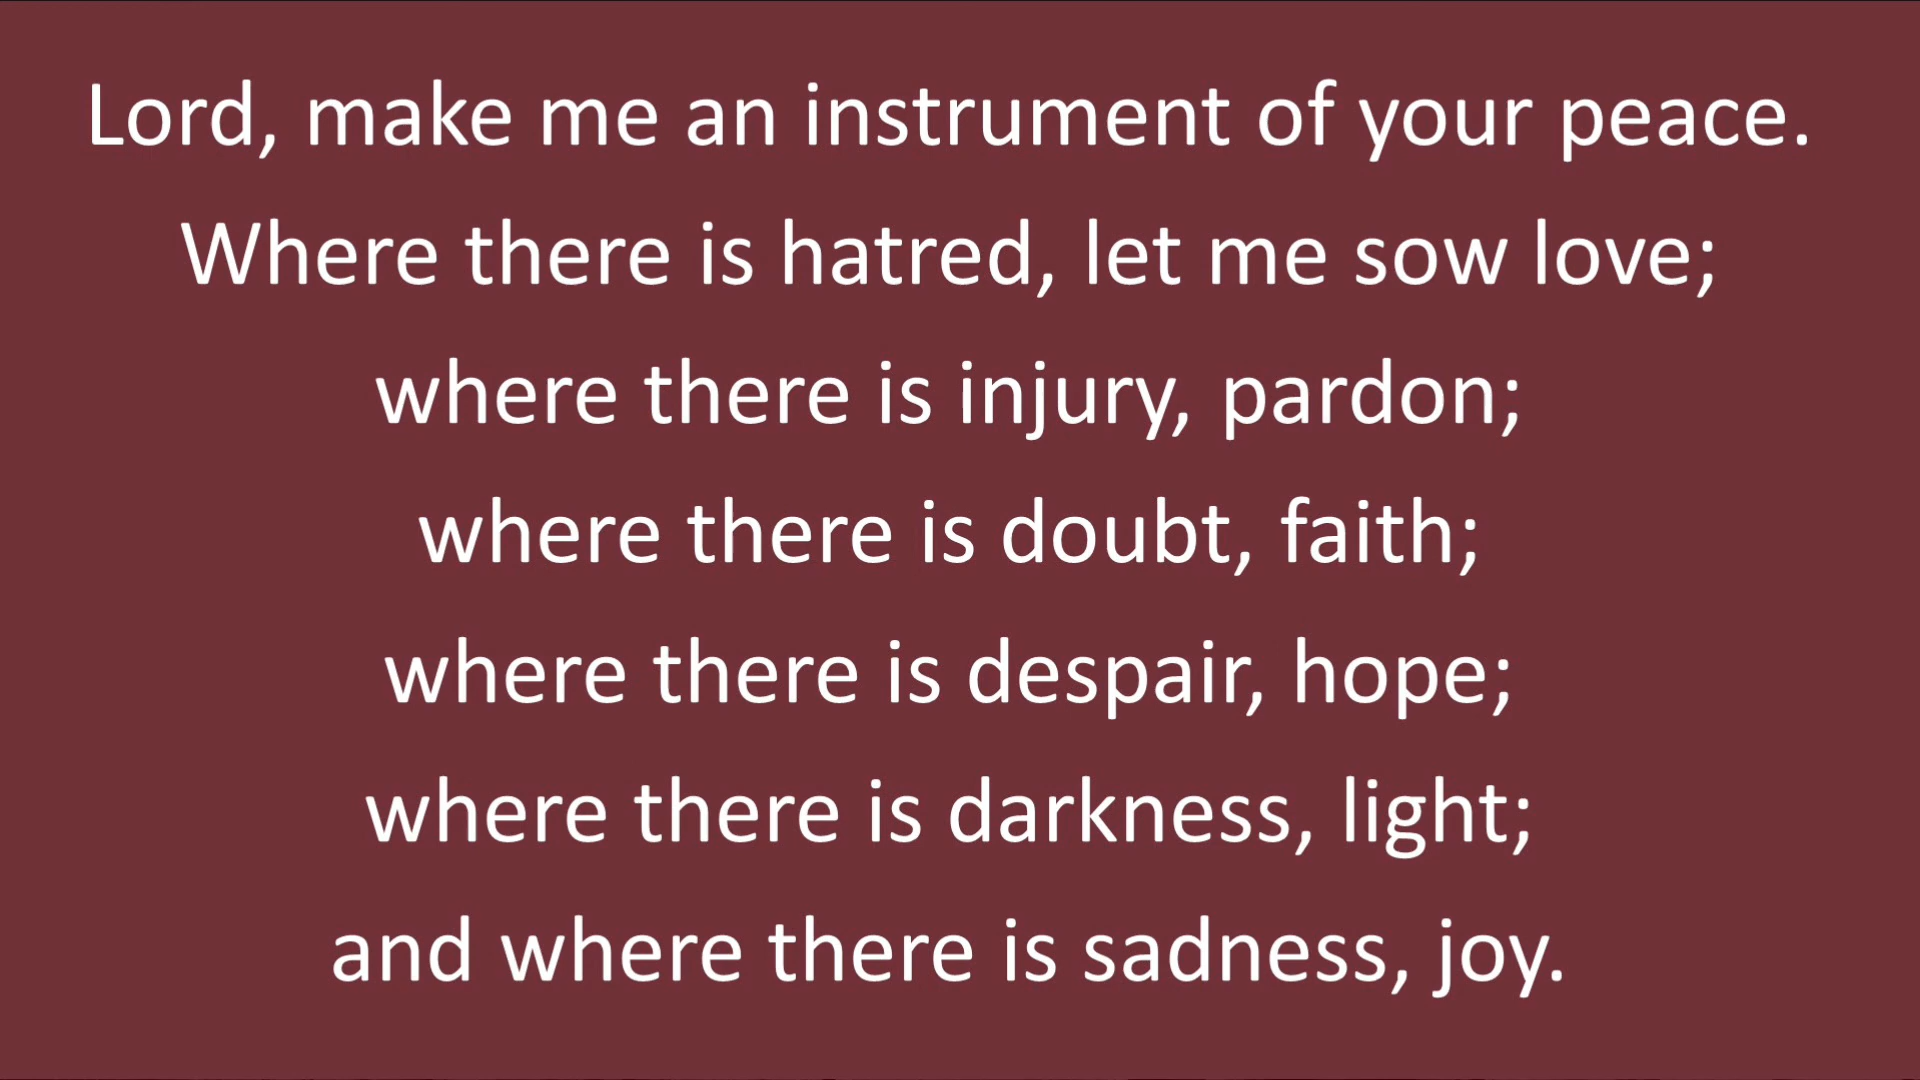 Lord, make me an instrument of your peace.
Where there is hatred, let me sow love;
where there is injury, pardon;
where there is doubt, faith;
where there is despair, hope;
where there is darkness, light;
and where there is sadness, joy.